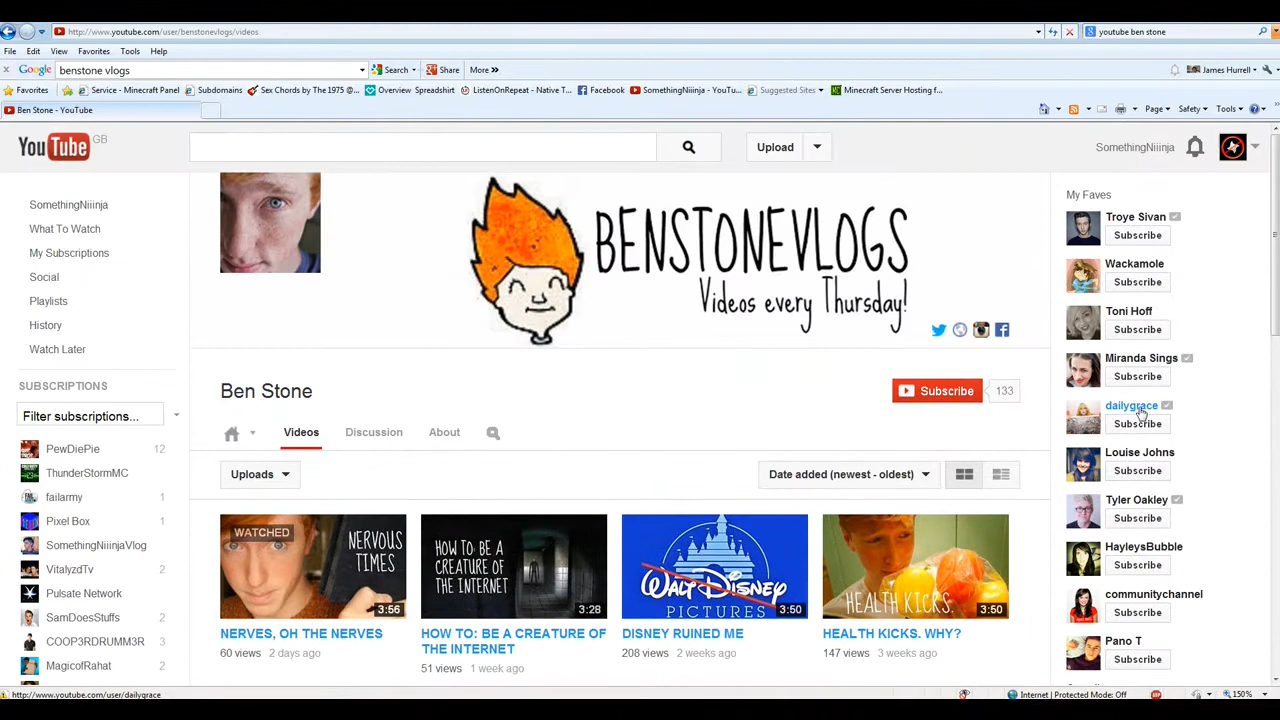 http://www.youtube.com/user/benstonevlogs/videos
youtube ben stone
File Edit View Favorites Tools Help
Google benstone vlogs Search Share More » James Hurrell
Favorites Service - Minecraft Panel Subdomains Sex Chords by The 1975 @... Overview Spreadshirt ListenOnRepeat - Native T... Facebook SomethingNiiinja - YouTu... Suggested Sites Minecraft Server Hosting f...
Ben Stone - YouTube
Page Safety Tools
YouTube GB
Upload
SomethingNiiinja
SomethingNiiinja
What To Watch
My Subscriptions
Social
Playlists
History
Watch Later
SUBSCRIPTIONS
Filter subscriptions...
PewDiePie 12
ThunderStormMC
failarmy 1
Pixel Box 1
SomethingNiiinjaVlog
VitalyzdTv 2
Pulsate Network
SamDoesStuffs 2
COOP3RDRUMM3R 3
MagicofRahat 2
BENSTONEVLOGS
Videos every Thursday!
Ben Stone
Subscribe 133
Videos Discussion About
Uploads
Date added (newest - oldest)
WATCHED
NERVOUS
TIMES
3:56
NERVES, OH THE NERVES
60 views 2 days ago
HOW TO: BE A
CREATURE OF
THE INTERNET
3:28
HOW TO: BE A CREATURE OF
THE INTERNET
51 views 1 week ago
WALT DISNEY
PICTURES
3:50
DISNEY RUINED ME
208 views 2 weeks ago
HEALTH KICKS.
3:50
HEALTH KICKS. WHY?
147 views 3 weeks ago
My Faves
Troye Sivan
Subscribe
Wackamole
Subscribe
Toni Hoff
Subscribe
Miranda Sings
Subscribe
dailygrace
Subscribe
Louise Johns
Subscribe
Tyler Oakley
Subscribe
HayleysBubble
Subscribe
communitychannel
Subscribe
Pano T
Subscribe
http://www.youtube.com/user/dailygrace
Internet | Protected Mode: Off
150%